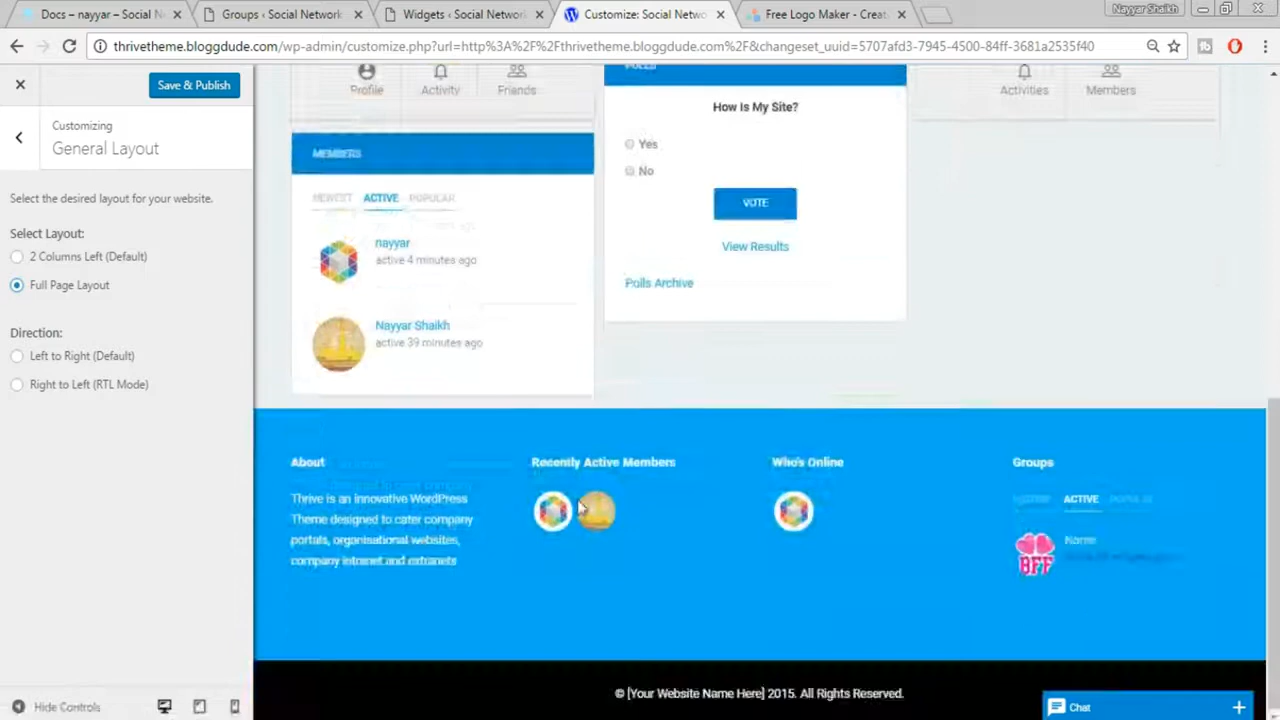 Docs – nayyar – Social N
Groups ‹ Social Network
Widgets ‹ Social Network
Customize: Social Netwo
Free Logo Maker - Creat
Nayyar Shaikh
thrivetheme.bloggdude.com/wp-admin/customize.php?url=http%3A%2F%2Fthrivetheme.bloggdude.com%2F&changeset_uuid=5707afd3-7945-4500-84ff-3681a2535f40
Save & Publish
Customizing
General Layout
Select the desired layout for your website.
Select Layout:
2 Columns Left (Default)
Full Page Layout
Direction:
Left to Right (Default)
Right to Left (RTL Mode)
Hide Controls
Profile
Activity
Friends
MEMBERS
NEWEST ACTIVE POPULAR
nayyar
active 4 minutes ago
Nayyar Shaikh
active 39 minutes ago
POLLS
How Is My Site?
Yes
No
VOTE
View Results
Polls Archive
Activities
Members
About
Thrive is an innovative WordPress
Theme designed to cater company
portals, organisational websites,
company intranet and extranets
Recently Active Members
Who's Online
Groups
ACTIVE
BFF
Name
© [Your Website Name Here] 2015. All Rights Reserved.
Chat